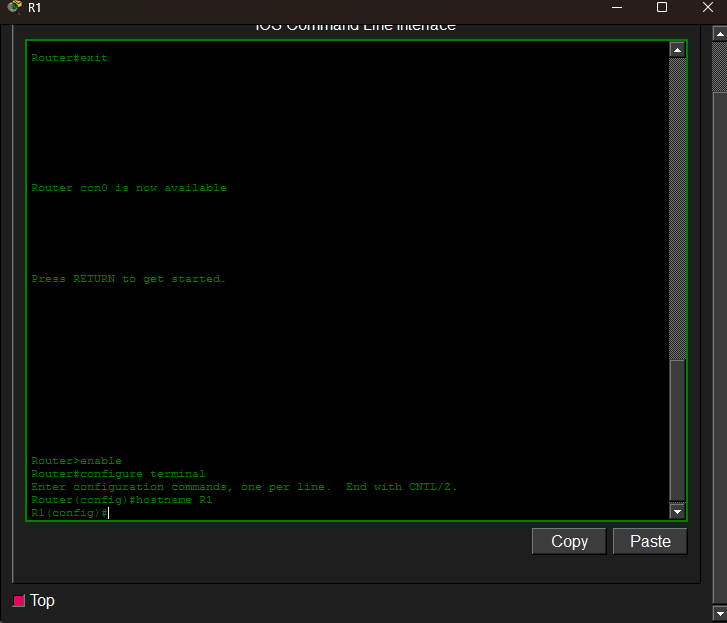 R1
IOS Command Line Interface
Router#exit
Router con0 is now available
Press RETURN to get started.
Router>enable
Router#configure terminal
Enter configuration commands, one per line.  End with CNTL/Z.
Router(config)#hostname R1
R1(config)#
Copy
Paste
Top